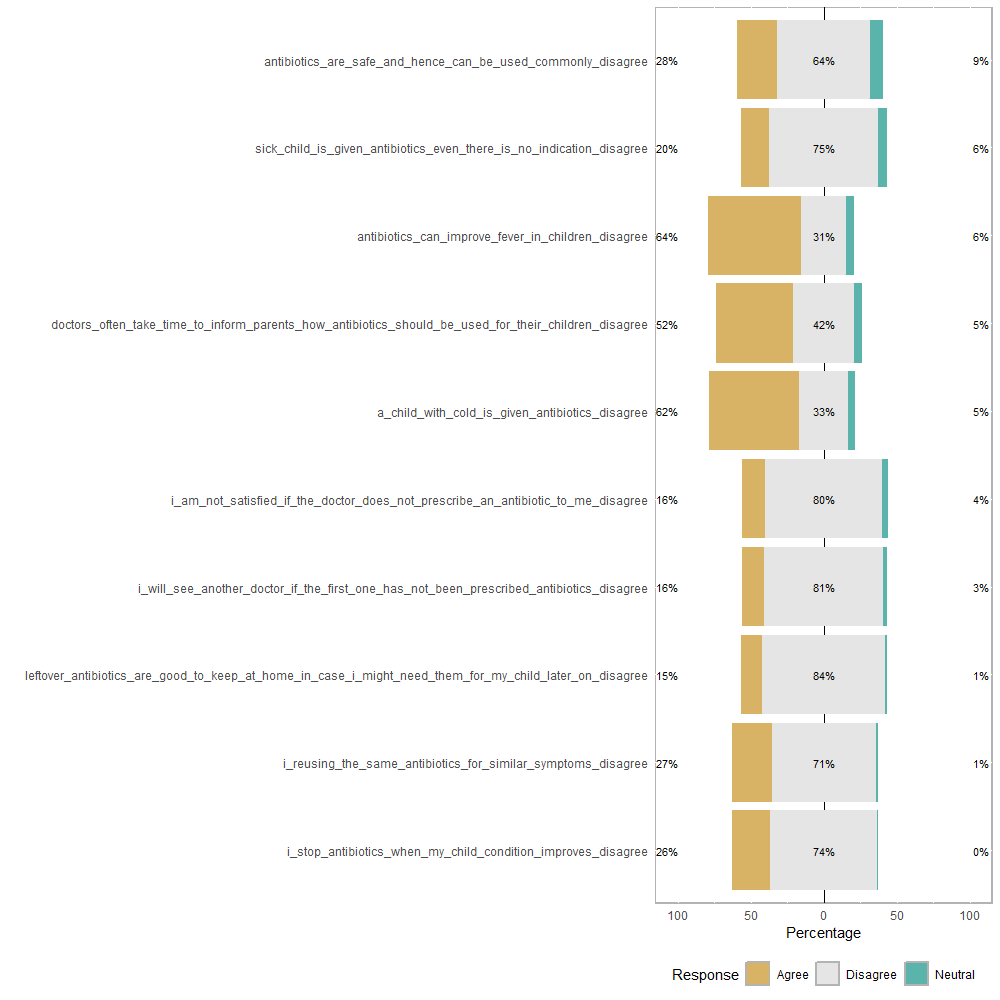 antibiotics_are_safe_and_hence_can_be_used_commonly_disagree 28% 64% 9%
sick_child_is_given_antibiotics_even_there_is_no_indication_disagree 20% 75% 6%
antibiotics_can_improve_fever_in_children_disagree 64% 31% 6%
doctors_often_take_time_to_inform_parents_how_antibiotics_should_be_used_for_their_children_disagree 52% 42% 5%
a_child_with_cold_is_given_antibiotics_disagree 62% 33% 5%
i_am_not_satisfied_if_the_doctor_does_not_prescribe_an_antibiotic_to_me_disagree 16% 80% 4%
i_will_see_another_doctor_if_the_first_one_has_not_been_prescribed_antibiotics_disagree 16% 81% 3%
leftover_antibiotics_are_good_to_keep_at_home_in_case_i_might_need_them_for_my_child_later_on_disagree 15% 84% 1%
i_reusing_the_same_antibiotics_for_similar_symptoms_disagree 27% 71% 1%
i_stop_antibiotics_when_my_child_condition_improves_disagree 26% 74% 0%
100 50 0 50 100
Percentage
Response Agree Disagree Neutral